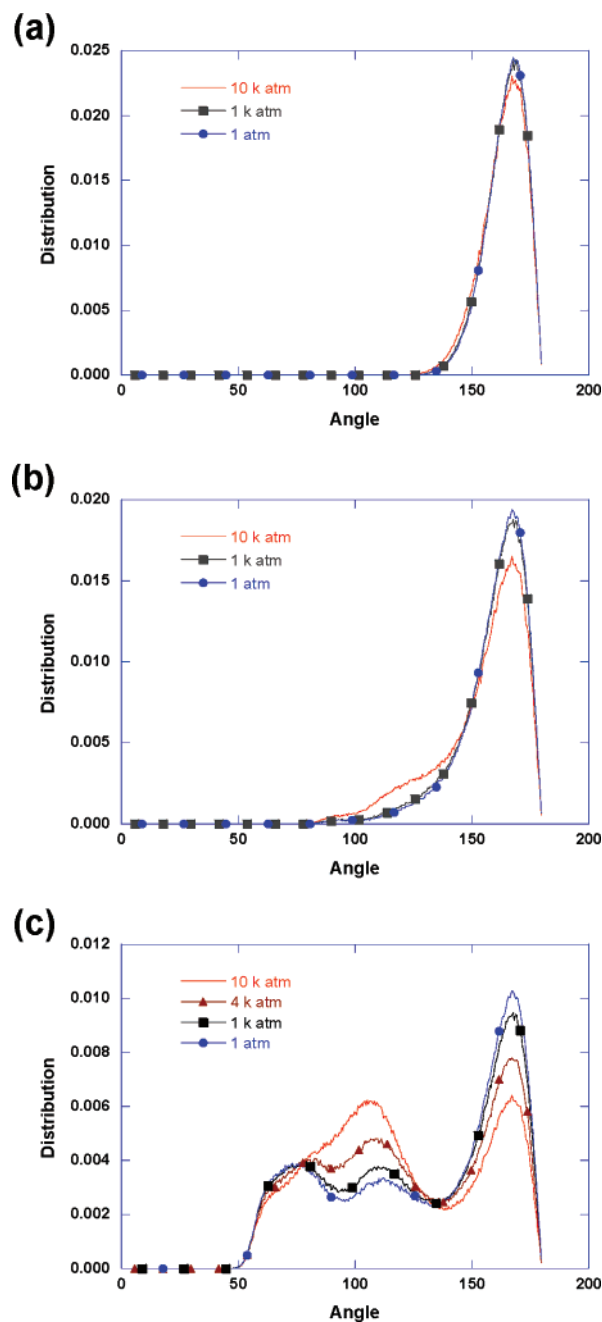 (a)
0.025
0.020
0.015
0.010
0.005
0.000
Distribution
10 k atm
1 k atm
1 atm
0 50 100 150 200
Angle
(b)
0.020
0.015
0.010
0.005
0.000
Distribution
10 k atm
1 k atm
1 atm
0 50 100 150 200
Angle
(c)
0.012
0.010
0.008
0.006
0.004
0.002
0.000
Distribution
10 k atm
4 k atm
1 k atm
1 atm
0 50 100 150 200
Angle